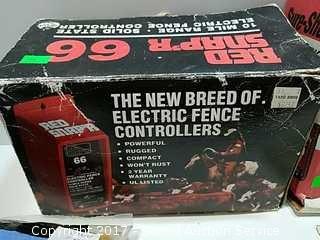 RED
SNAP'R 66
10 MILE RANGE • SOLID STATE
ELECTRIC FENCE CONTROLLER
THE NEW BREED OF
ELECTRIC FENCE
CONTROLLERS
• POWERFUL
• RUGGED
• COMPACT
• WON'T RUST
• 2 YEAR
WARRANTY
• UL LISTED
RED
SNAP'R
66
Copyright 2017
Auction Service